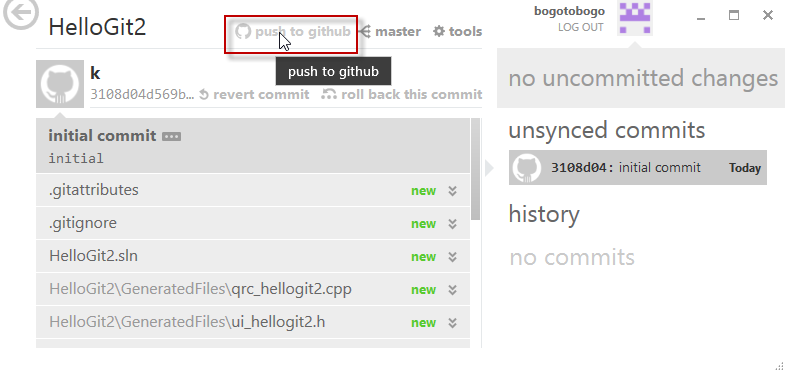 HelloGit2
push to github
master
tools
bogotobogo
LOG OUT
push to github
k
3108d04d569b...
revert commit
roll back this commit
initial commit
initial
.gitattributes new
.gitignore new
HelloGit2.sln new
HelloGit2\GeneratedFiles\qrc_hellogit2.cpp new
HelloGit2\GeneratedFiles\ui_hellogit2.h new
no uncommitted changes
unsynced commits
3108d04: initial commit Today
history
no commits